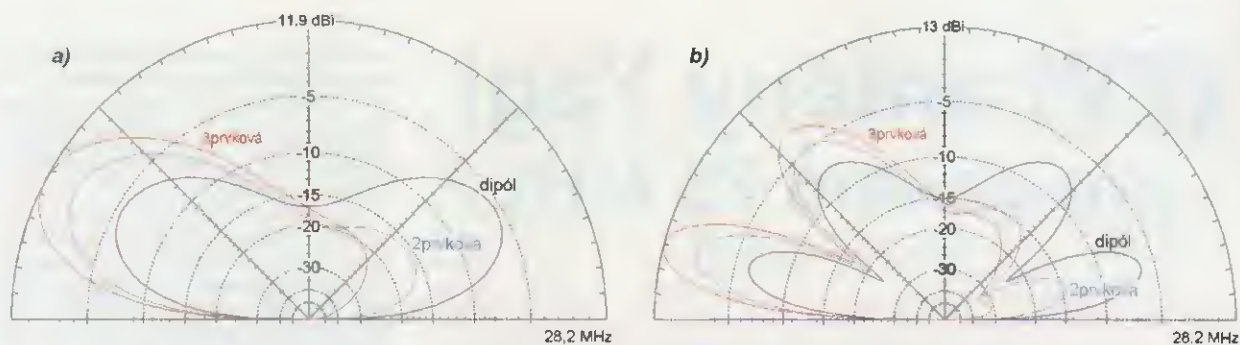 a)
11.9 dBi
-5
-10
-15
-20
-30
3prvková
dipól
2prvková
28,2 MHz
b)
13 dBi
-5
-10
-15
-20
-30
3prvková
dipól
2prvková
28.2 MHz